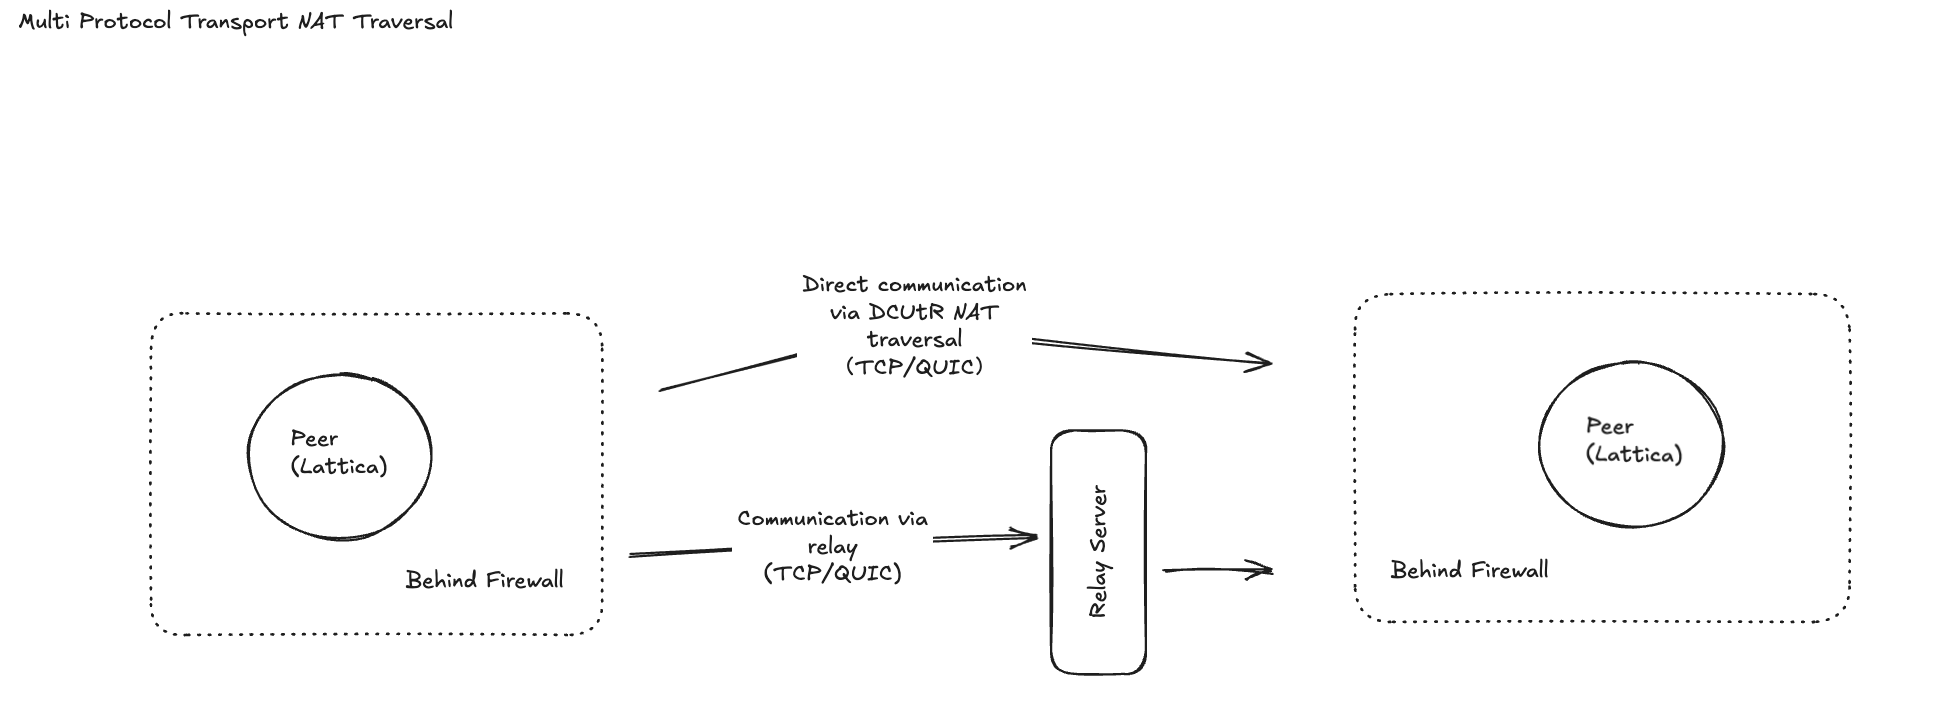 Multi Protocol Transport NAT Traversal
Direct communication
via DCUtR NAT
traversal
(TCP/QUIC)
Peer
(Lattica)
Behind Firewall
Communication via
relay
(TCP/QUIC)
Relay Server
Peer
(Lattica)
Behind Firewall